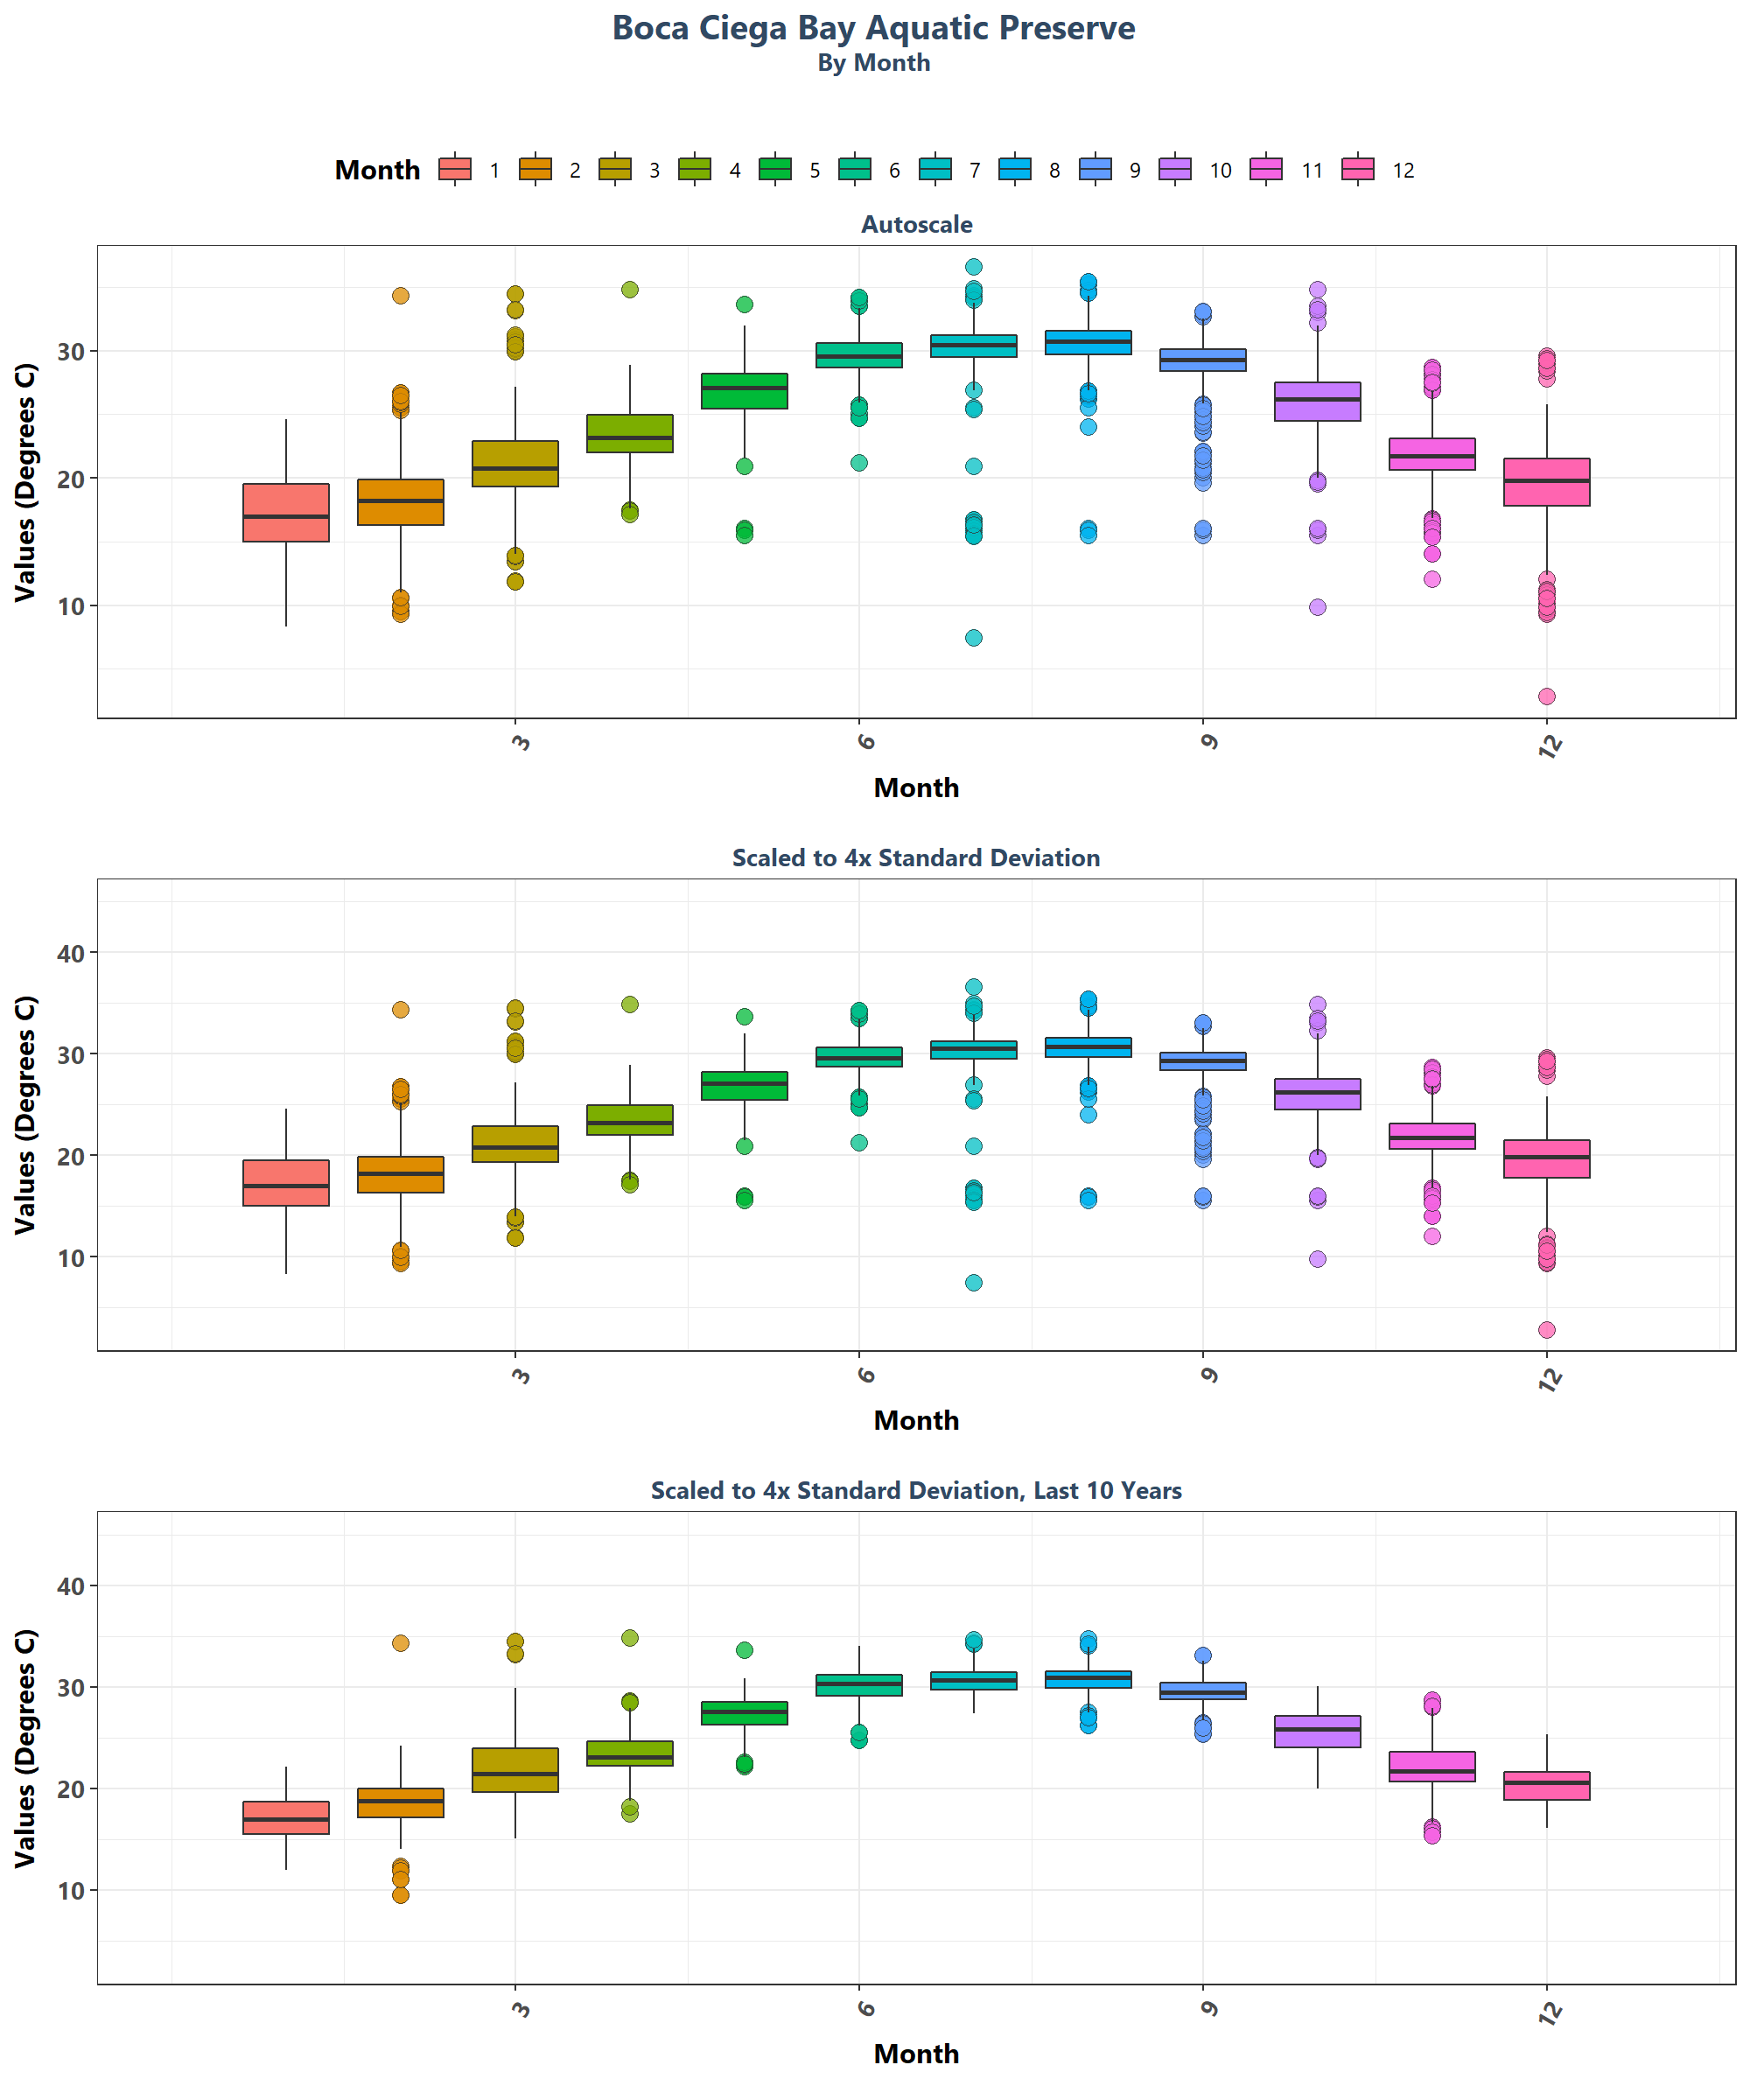 Boca Ciega Bay Aquatic Preserve
By Month
Month 1 2 3 4 5 6 7 8 9 10 11 12
Autoscale
Values (Degrees C)
30
20
10
3 6 9 12
Month
Scaled to 4x Standard Deviation
Values (Degrees C)
40
30
20
10
3 6 9 12
Month
Scaled to 4x Standard Deviation, Last 10 Years
Values (Degrees C)
40
30
20
10
3 6 9 12
Month